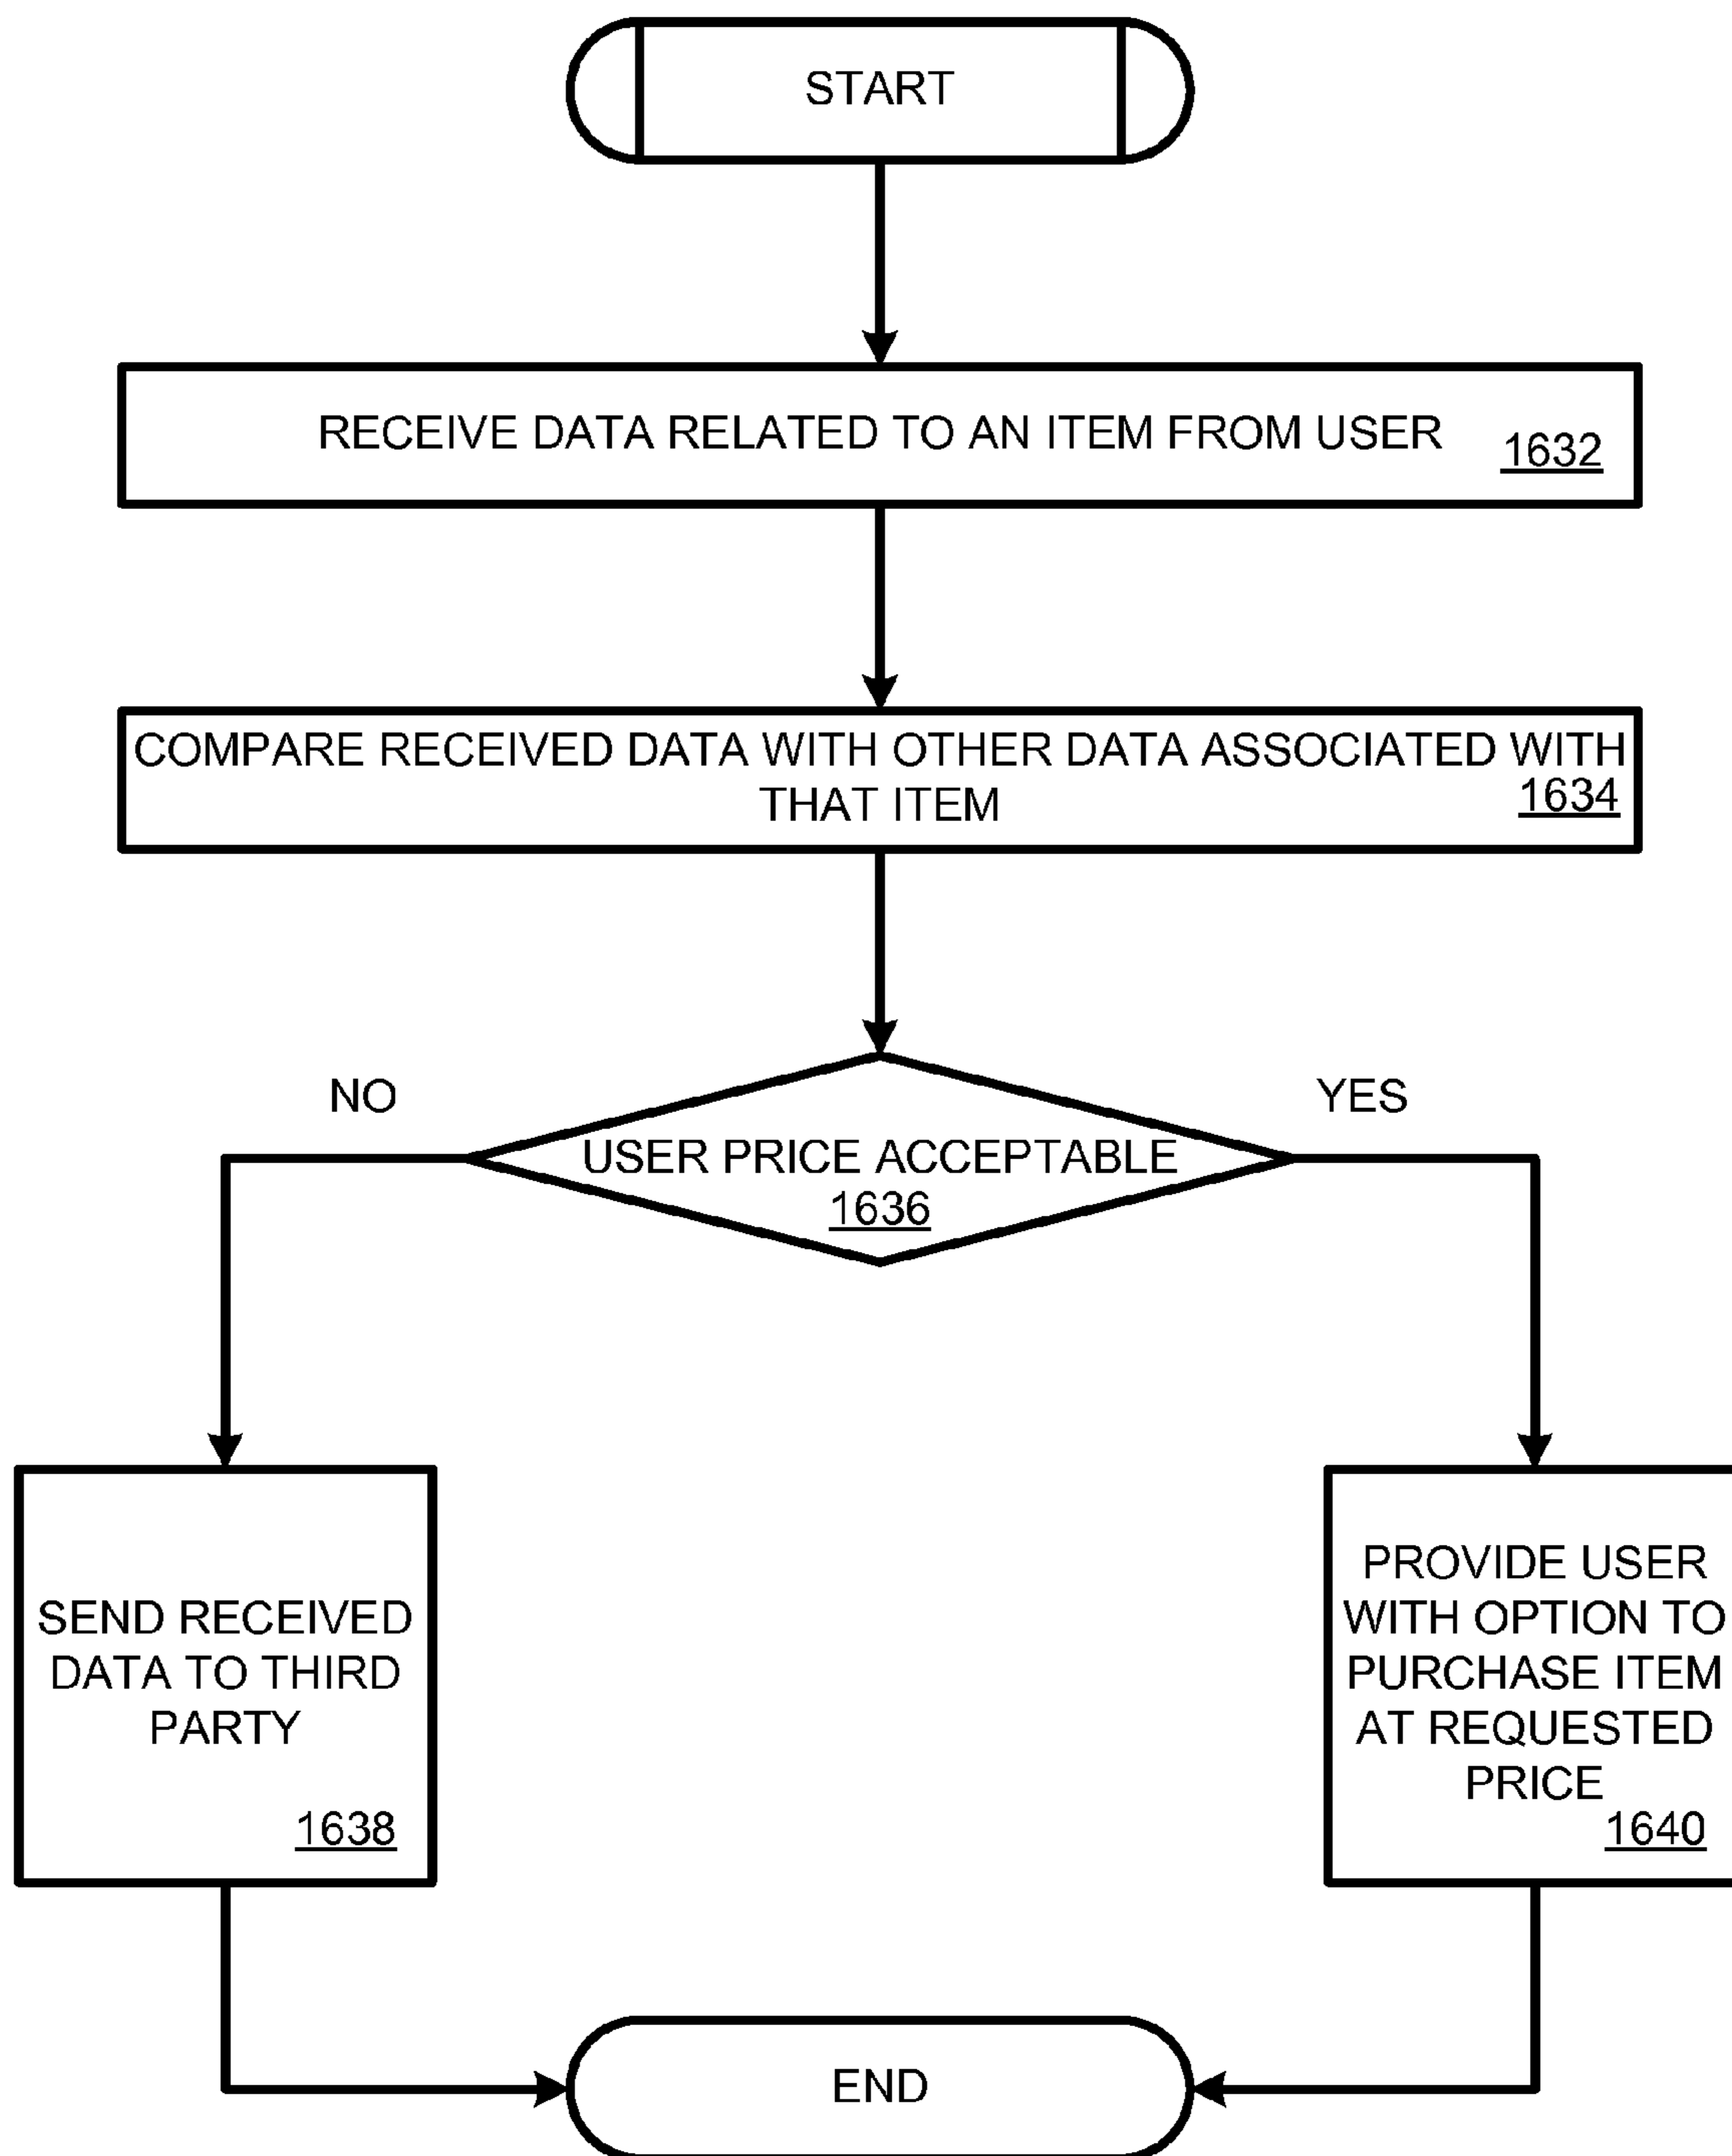 START
RECEIVE DATA RELATED TO AN ITEM FROM USER
1632
COMPARE RECEIVED DATA WITH OTHER DATA ASSOCIATED WITH
THAT ITEM
1634
NO
YES
USER PRICE ACCEPTABLE
1636
SEND RECEIVED
DATA TO THIRD
PARTY
1638
PROVIDE USER
WITH OPTION TO
PURCHASE ITEM
AT REQUESTED
PRICE
1640
END